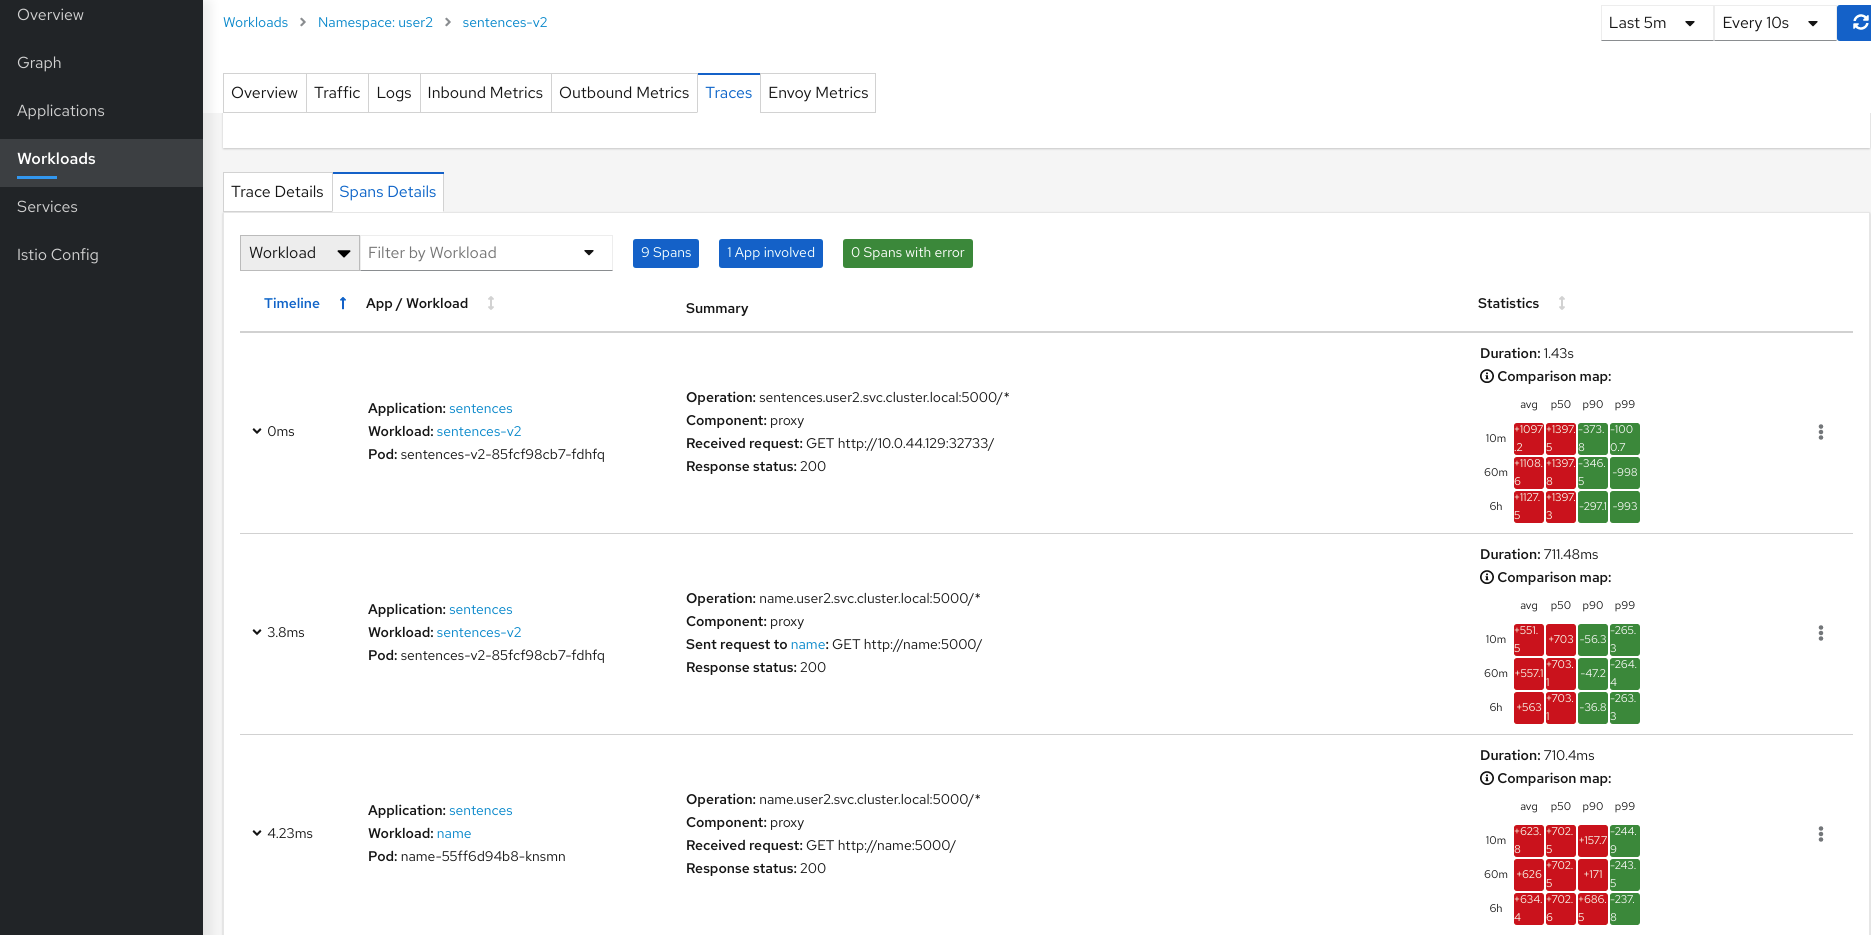 Overview
Graph
Applications
Workloads
Services
Istio Config
Workloads > Namespace: user2 > sentences-v2
Last 5m Every 10s
Overview Traffic Logs Inbound Metrics Outbound Metrics Traces Envoy Metrics
Trace Details Spans Details
Workload Filter by Workload 9 Spans 1 App involved 0 Spans with error
Timeline App / Workload Summary Statistics
0ms
Application: sentences
Workload: sentences-v2
Pod: sentences-v2-85fcf98cb7-fdhfq
Operation: sentences.user2.svc.cluster.local:5000/*
Component: proxy
Received request: GET http://10.0.44.129:32733/
Response status: 200
Duration: 1.43s
Comparison map:
avg p50 p90 p99
10m +1097.2 +1397.5 -373.8 -1000.7
60m +1108.6 +1397.8 -346.5 -998
6h +1127.5 +1397.3 -297.1 -993
3.8ms
Application: sentences
Workload: sentences-v2
Pod: sentences-v2-85fcf98cb7-fdhfq
Operation: name.user2.svc.cluster.local:5000/*
Component: proxy
Sent request to name: GET http://name:5000/
Response status: 200
Duration: 711.48ms
Comparison map:
avg p50 p90 p99
10m +551.5 +703 -56.3 -265.3
60m +557.1 +703.1 -47.2 -264.4
6h +563 +703.1 -36.8 -263.3
4.23ms
Application: sentences
Workload: name
Pod: name-55ff6d94b8-knsmn
Operation: name.user2.svc.cluster.local:5000/*
Component: proxy
Received request: GET http://name:5000/
Response status: 200
Duration: 710.4ms
Comparison map:
avg p50 p90 p99
10m +623.8 +702.5 +157.7 -244.9
60m +626 +702.5 +171 -243.5
6h +634.4 +702.6 +686.5 -237.8